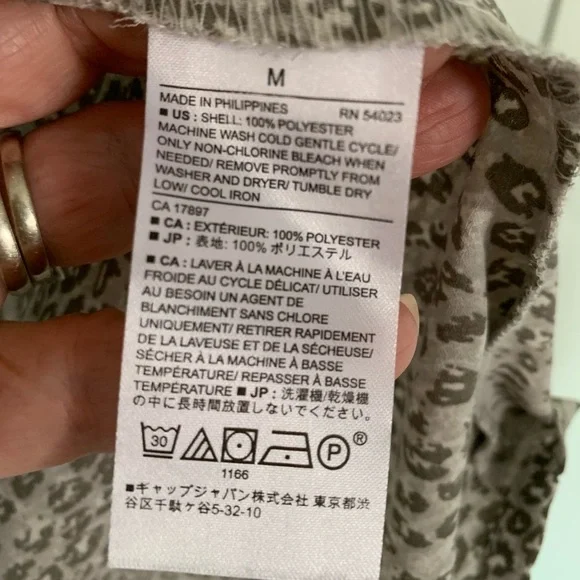 M
MADE IN PHILIPPINES RN 54023
■ US : SHELL: 100% POLYESTER
MACHINE WASH COLD GENTLE CYCLE/
ONLY NON-CHLORINE BLEACH WHEN
NEEDED/ REMOVE PROMPTLY FROM
WASHER AND DRYER/ TUMBLE DRY
LOW/ COOL IRON
CA 17897
■ CA : EXTÉRIEUR: 100% POLYESTER
■ JP : 表地: 100% ポリエステル
■ CA : LAVER À LA MACHINE À L'EAU
FROIDE AU CYCLE DÉLICAT/ UTILISER
AU BESOIN UN AGENT DE
BLANCHIMENT SANS CHLORE
UNIQUEMENT/ RETIRER RAPIDEMENT
DE LA LAVEUSE ET DE LA SÉCHEUSE/
SÉCHER À LA MACHINE À BASSE
TEMPÉRATURE/ REPASSER À BASSE
TEMPÉRATURE ■ JP : 洗濯機/乾燥機
の中に長時間放置しないでください。
30 P ®
1166
■ギャップジャパン株式会社 東京都渋
谷区千駄ヶ谷5-32-10